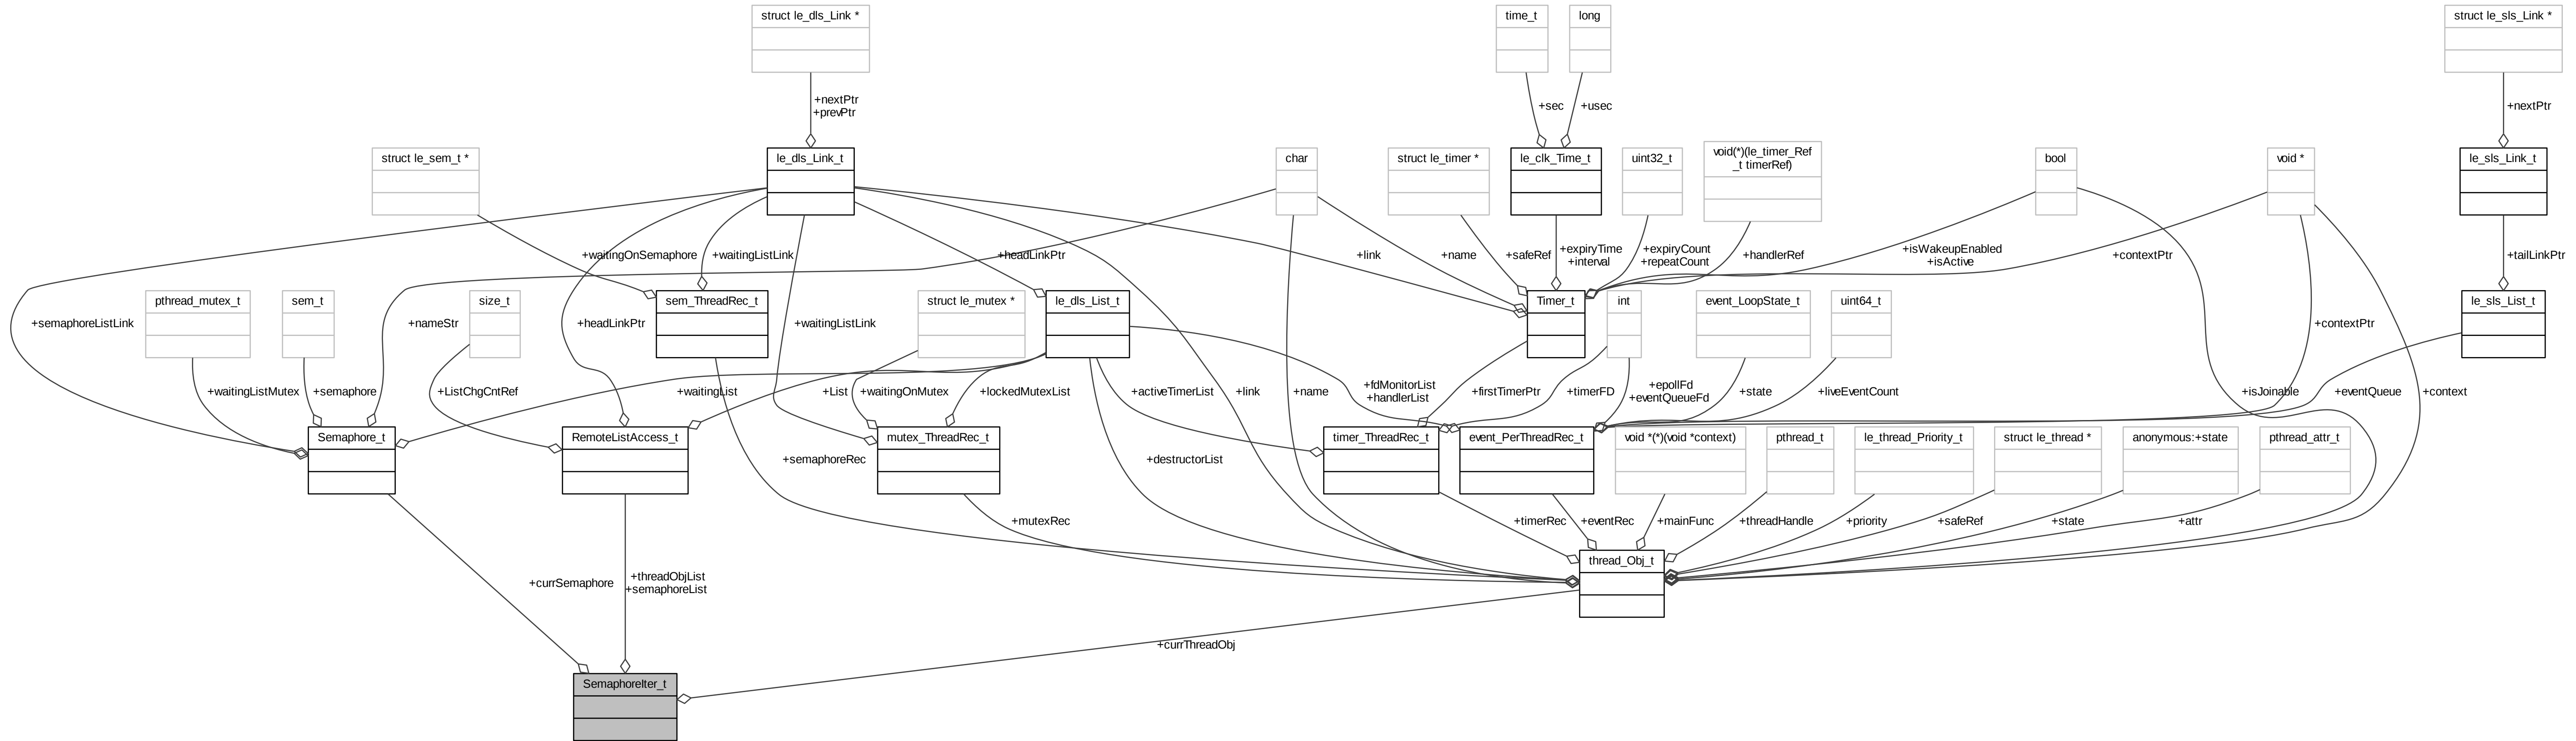 struct le_dls_Link *
time_t
long
struct le_sls_Link *
+nextPtr
+prevPtr
+sec
+usec
+nextPtr
struct le_sem_t *
le_dls_Link_t
char
struct le_timer *
le_clk_Time_t
uint32_t
void(*)(le_timer_Ref
_t timerRef)
bool
void *
le_sls_Link_t
+waitingOnSemaphore
+waitingListLink
+headLinkPtr
+link
+name
+safeRef
+expiryTime
+interval
+expiryCount
+repeatCount
+handlerRef
+isWakeupEnabled
+isActive
+contextPtr
+tailLinkPtr
pthread_mutex_t
sem_t
size_t
sem_ThreadRec_t
struct le_mutex *
le_dls_List_t
Timer_t
int
event_LoopState_t
uint64_t
le_sls_List_t
+semaphoreListLink
+nameStr
+headLinkPtr
+waitingListLink
+contextPtr
+waitingListMutex
+semaphore
+ListChgCntRef
+waitingList
+List
+waitingOnMutex
+lockedMutexList
+activeTimerList
+link
+name
+fdMonitorList
+handlerList
+firstTimerPtr
+timerFD
+epollFd
+eventQueueFd
+state
+liveEventCount
+isJoinable
+eventQueue
+context
Semaphore_t
RemoteListAccess_t
mutex_ThreadRec_t
timer_ThreadRec_t
event_PerThreadRec_t
void *(*)(void *context)
pthread_t
le_thread_Priority_t
struct le_thread *
anonymous:+state
pthread_attr_t
+semaphoreRec
+destructorList
+mutexRec
+timerRec
+eventRec
+mainFunc
+threadHandle
+priority
+safeRef
+state
+attr
thread_Obj_t
+currSemaphore
+threadObjList
+semaphoreList
+currThreadObj
SemaphoreIter_t